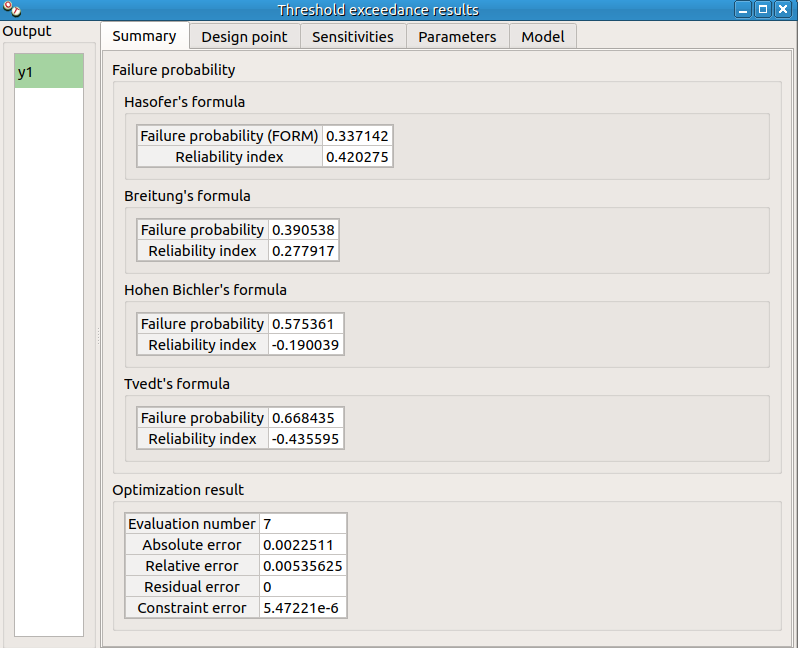 Threshold exceedance results
Output
Summary Design point Sensitivities Parameters Model
y1
Failure probability
Hasofer's formula
Failure probability (FORM) 0.337142
Reliability index 0.420275
Breitung's formula
Failure probability 0.390538
Reliability index 0.277917
Hohen Bichler's formula
Failure probability 0.575361
Reliability index -0.190039
Tvedt's formula
Failure probability 0.668435
Reliability index -0.435595
Optimization result
Evaluation number 7
Absolute error 0.0022511
Relative error 0.00535625
Residual error 0
Constraint error 5.47221e-6